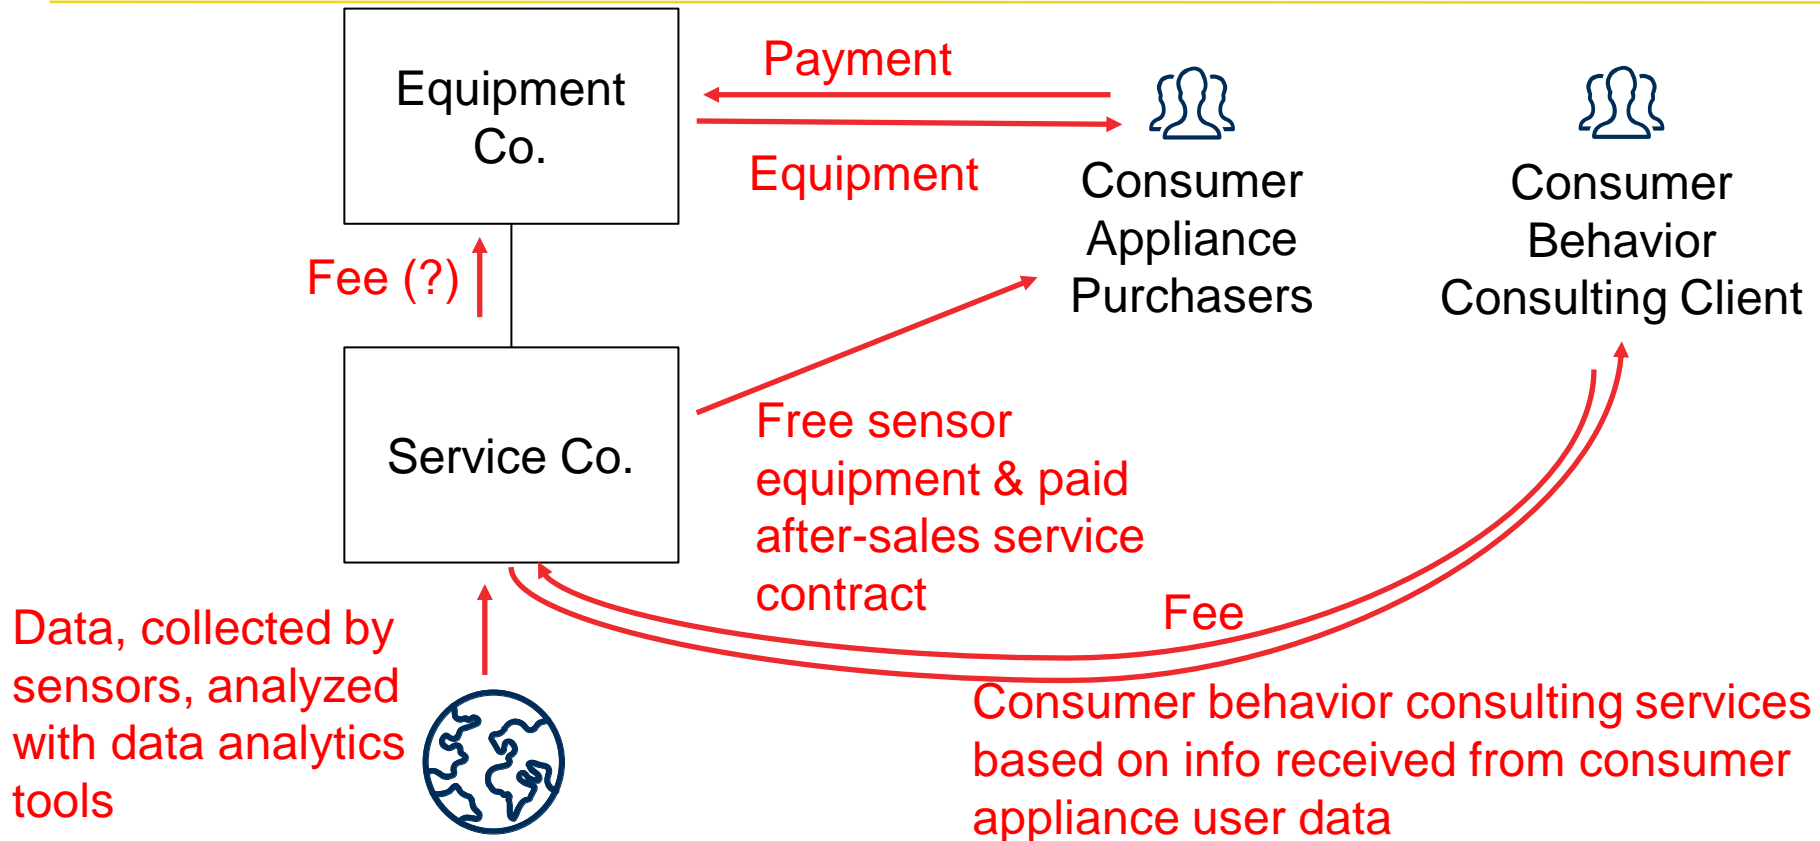 Equipment
Co.
Payment
Equipment
Consumer
Appliance
Purchasers
Consumer
Behavior
Consulting Client
Fee (?)
Service Co.
Free sensor
equipment & paid
after-sales service
contract
Fee
Data, collected by
sensors, analyzed
with data analytics
tools
Consumer behavior consulting services
based on info received from consumer
appliance user data